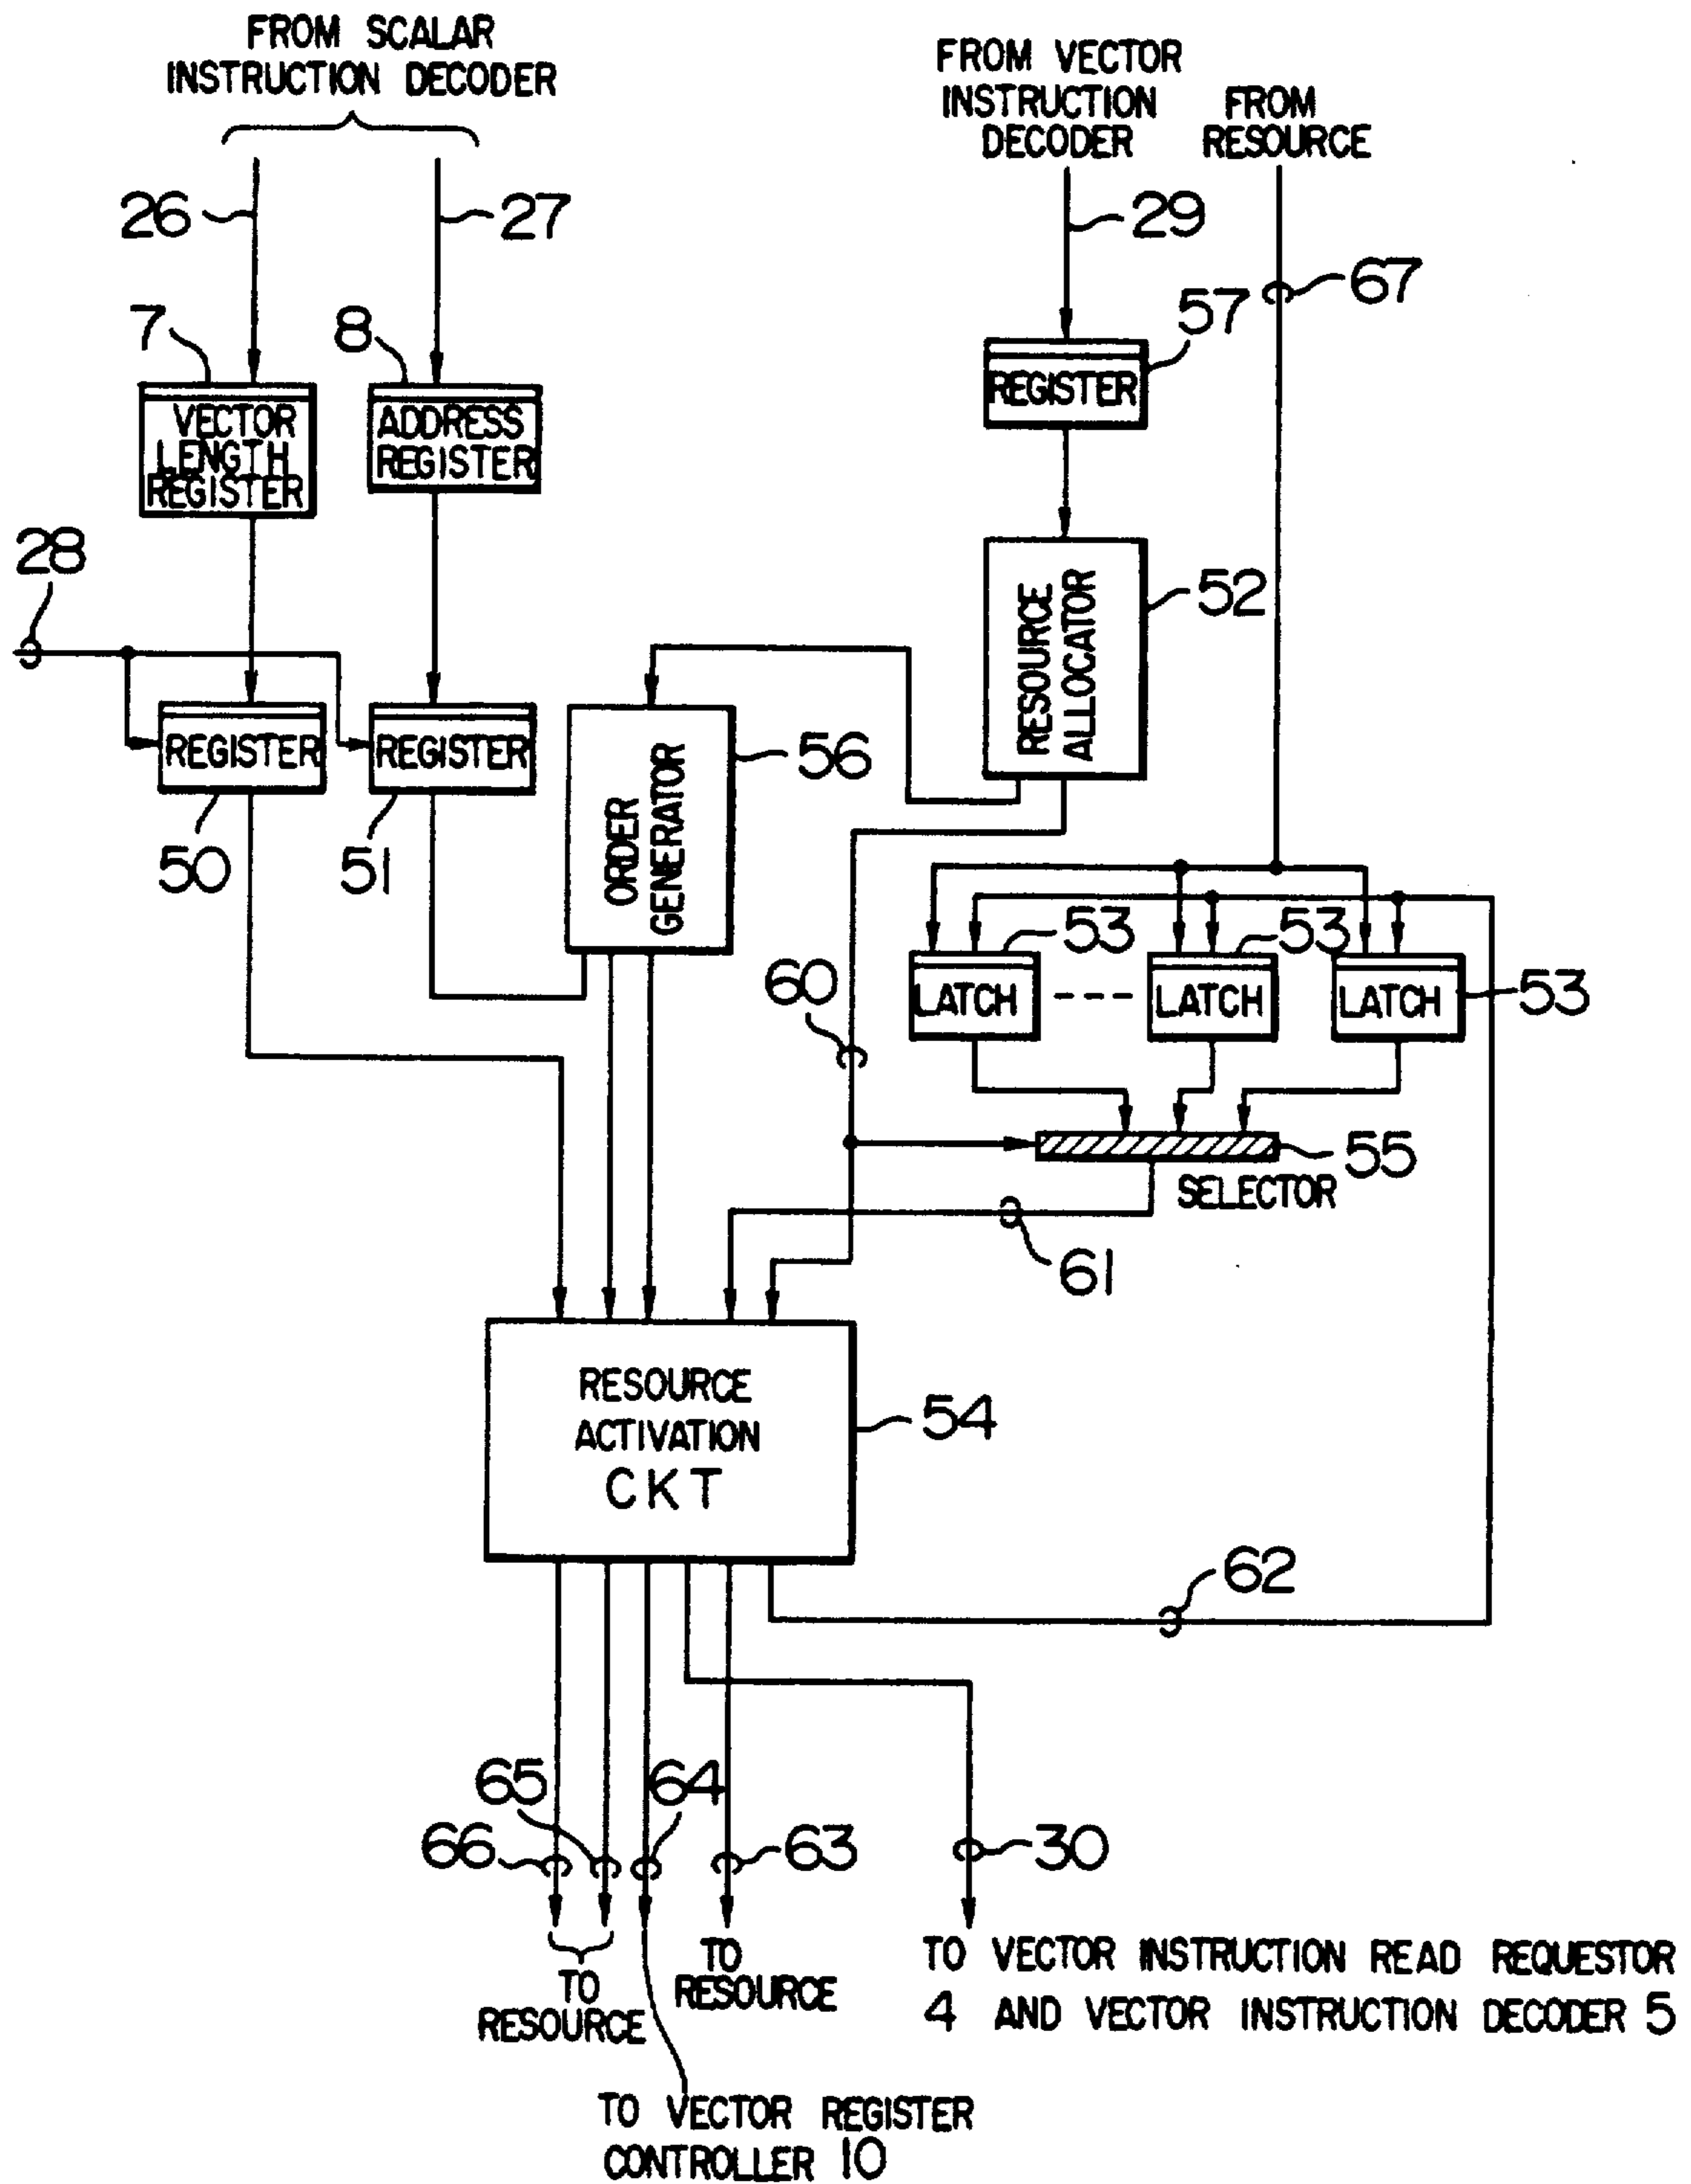 FROM SCALAR
INSTRUCTION DECODER
FROM VECTOR
INSTRUCTION
DECODER
FROM
RESOURCE
26
27
29
67
7
8
57
VECTOR
LENGTH
REGISTER
ADDRESS
REGISTER
REGISTER
28
52
RESOURCE
ALLOCATOR
REGISTER
REGISTER
56
ORDER
GENERATOR
50
51
53
53
53
60
LATCH
LATCH
LATCH
55
SELECTOR
61
RESOURCE
ACTIVATION
CKT
54
62
65
64
66
63
30
TO
RESOURCE
TO
RESOURCE
TO VECTOR INSTRUCTION READ REQUESTOR
4 AND VECTOR INSTRUCTION DECODER 5
TO VECTOR REGISTER
CONTROLLER 10